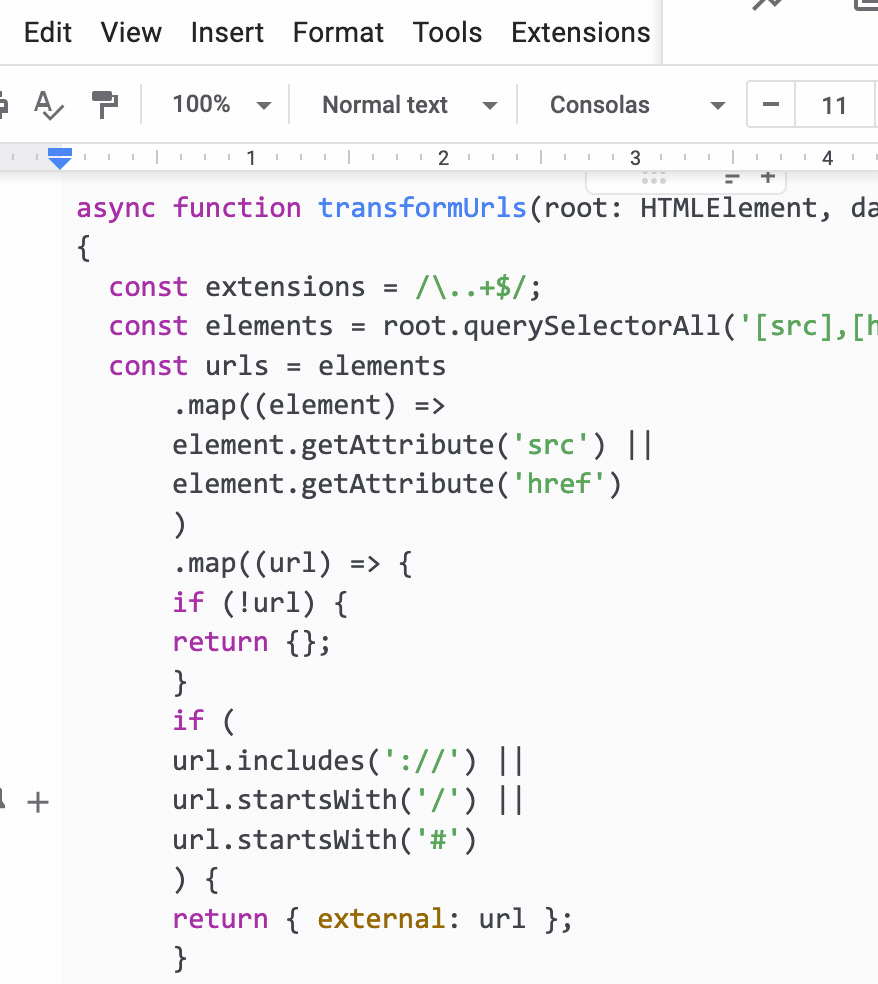 Edit View Insert Format Tools Extensions
100% Normal text Consolas 11
1 2 3 4
async function transformUrls(root: HTMLElement, da
{
const extensions = /\..+$/;
const elements = root.querySelectorAll('[src],[h
const urls = elements
.map((element) =>
element.getAttribute('src') ||
element.getAttribute('href')
)
.map((url) => {
if (!url) {
return {};
}
if (
url.includes('://') ||
url.startsWith('/') ||
url.startsWith('#')
) {
return { external: url };
}